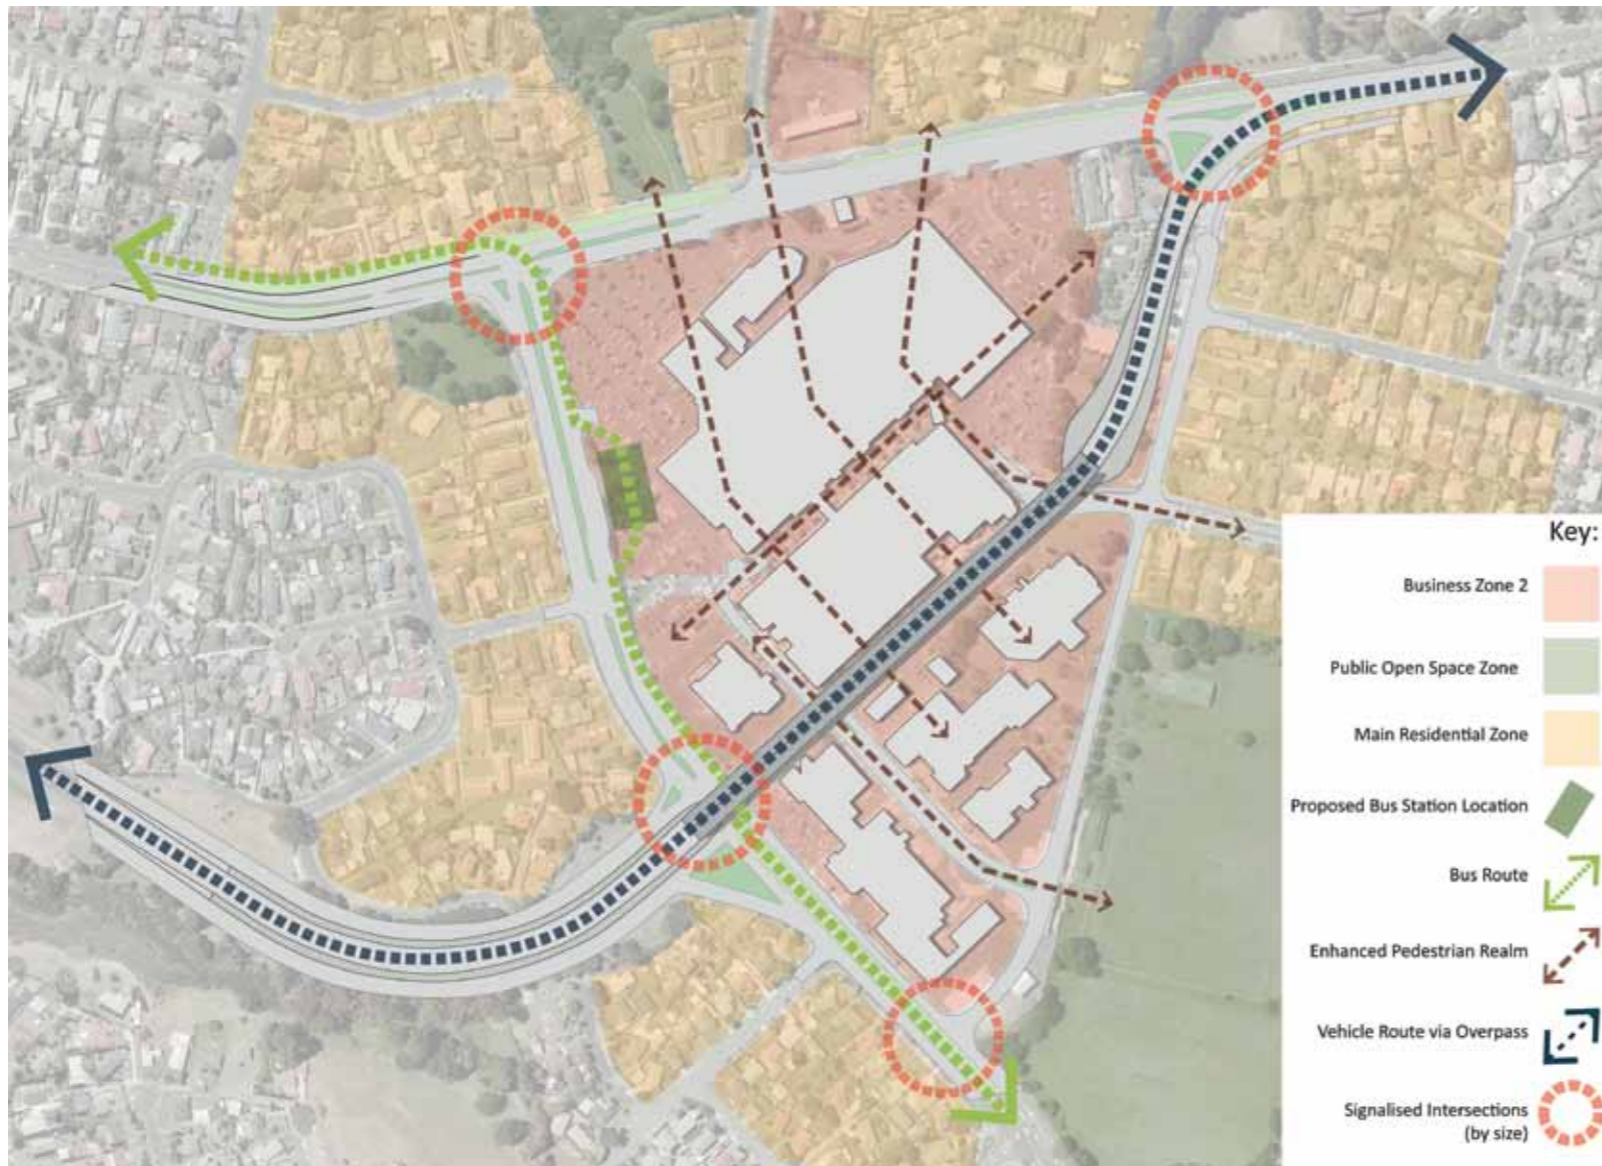 Key:
Business Zone 2
Public Open Space Zone
Main Residential Zone
Proposed Bus Station Location
Bus Route
Enhanced Pedestrian Realm
Vehicle Route via Overpass
Signalised Intersections
(by size)